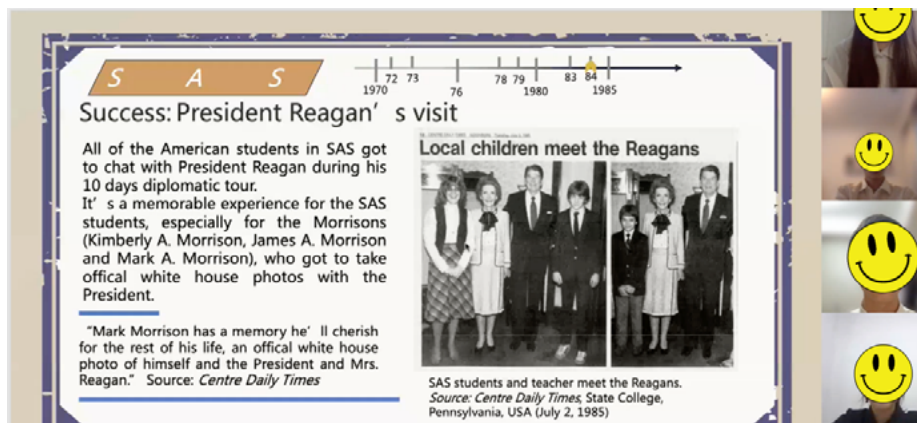 S A S
1970 72 73 76 78 79 1980 83 84 1985
Success: President Reagan’ s visit
All of the American students in SAS got
to chat with President Reagan during his
10 days diplomatic tour.
It’ s a memorable experience for the SAS
students, especially for the Morrisons
(Kimberly A. Morrison, James A. Morrison
and Mark A. Morrison), who got to take
offical white house photos with the
President.
“Mark Morrison has a memory he’ ll cherish
for the rest of his life, an offical white house
photo of himself and the President and Mrs.
Reagan.” Source: Centre Daily Times
Local children meet the Reagans
SAS students and teacher meet the Reagans.
Source: Centre Daily Times, State College,
Pennsylvania, USA (July 2, 1985)